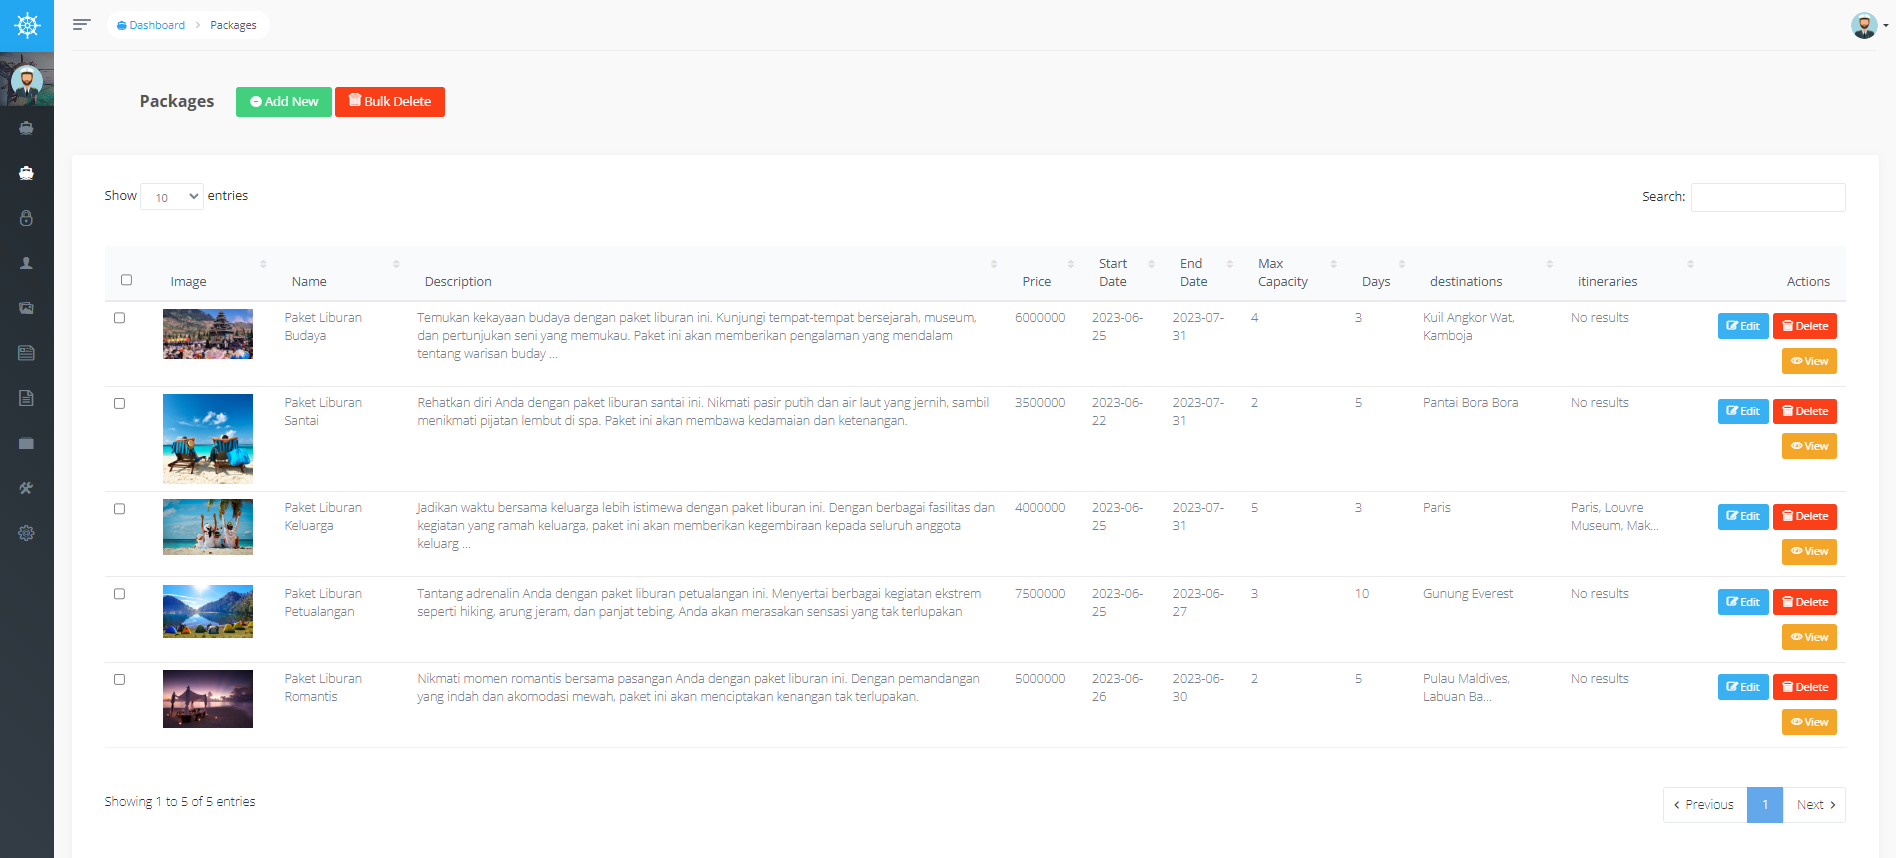 Dashboard > Packages
Packages
Add New
Bulk Delete
Show 10 entries
Search:
Image
Name
Description
Price
Start
Date
End
Date
Max
Capacity
Days
destinations
itineraries
Actions
Paket Liburan
Budaya
Temukan kekayaan budaya dengan paket liburan ini. Kunjungi tempat-tempat bersejarah, museum,
dan pertunjukan seni yang memukau. Paket ini akan memberikan pengalaman yang mendalam
tentang warisan buday ...
6000000
2023-06-
25
2023-07-
31
4
3
Kuil Angkor Wat,
Kamboja
No results
Edit
Delete
View
Paket Liburan
Santai
Rehatkan diri Anda dengan paket liburan santai ini. Nikmati pasir putih dan air laut yang jernih, sambil
menikmati pijatan lembut di spa. Paket ini akan membawa kedamaian dan ketenangan.
3500000
2023-06-
22
2023-07-
31
2
5
Pantai Bora Bora
No results
Edit
Delete
View
Paket Liburan
Keluarga
Jadikan waktu bersama keluarga lebih istimewa dengan paket liburan ini. Dengan berbagai fasilitas dan
kegiatan yang ramah keluarga, paket ini akan memberikan kegembiraan kepada seluruh anggota
keluarg ...
4000000
2023-06-
25
2023-07-
31
5
3
Paris
Paris, Louvre
Museum, Mak...
Edit
Delete
View
Paket Liburan
Petualangan
Tantang adrenalin Anda dengan paket liburan petualangan ini. Menyertai berbagai kegiatan ekstrem
seperti hiking, arung jeram, dan panjat tebing, Anda akan merasakan sensasi yang tak terlupakan
7500000
2023-06-
25
2023-06-
27
3
10
Gunung Everest
No results
Edit
Delete
View
Paket Liburan
Romantis
Nikmati momen romantis bersama pasangan Anda dengan paket liburan ini. Dengan pemandangan
yang indah dan akomodasi mewah, paket ini akan menciptakan kenangan tak terlupakan.
5000000
2023-06-
26
2023-06-
30
2
5
Pulau Maldives,
Labuan Ba...
No results
Edit
Delete
View
Showing 1 to 5 of 5 entries
‹ Previous
1
Next ›